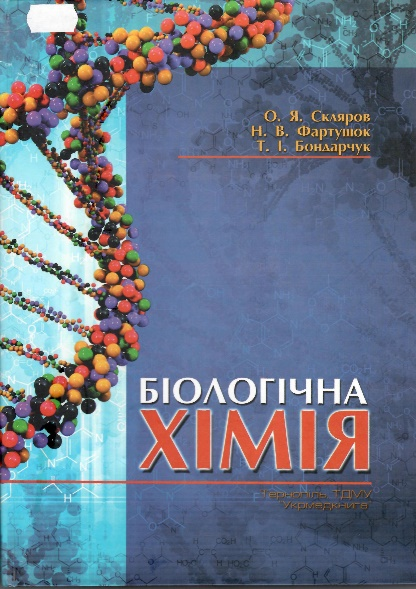 О. Я. Скляров
Н. В. Фартушок
Т. І. Бондарчук
БІОЛОГІЧНА
ХІМІЯ
Тернопіль ТДМУ
"Укрмедкнига"